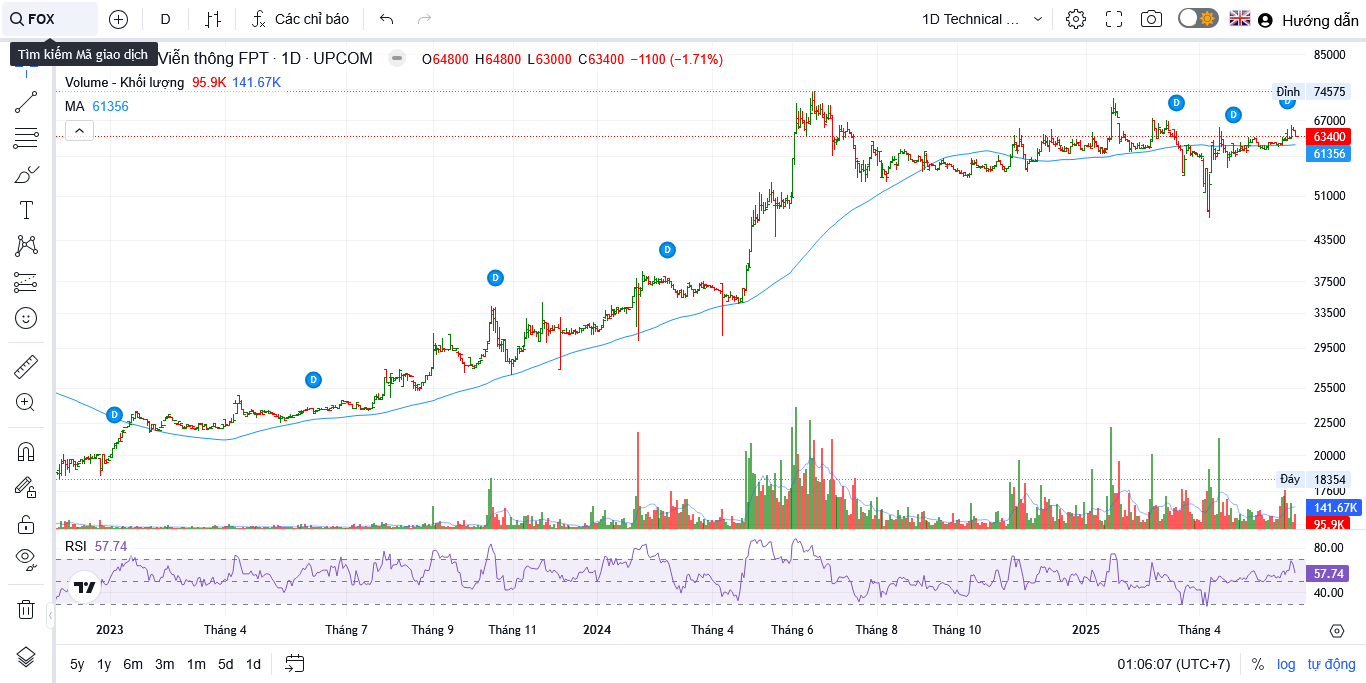 FOX
D
Các chỉ báo
1D Technical ...
Hướng dẫn
Tìm kiếm Mã giao dịch
Viễn thông FPT · 1D · UPCOM
O64800 H64800 L63000 C63400 −1100 (−1.71%)
Volume - Khối lượng 95.9K 141.67K
MA 61356
85000
Đỉnh 74575
67000
63400
61356
51000
43500
37500
33500
29500
25500
22500
20000
Đáy 18354
17600
141.67K
95.9K
D
D
D
D
D
D
D
RSI 57.74
80.00
57.74
40.00
2023 Tháng 4 Tháng 7 Tháng 9 Tháng 11 2024 Tháng 4 Tháng 6 Tháng 8 Tháng 10 2025 Tháng 4
5y 1y 6m 3m 1m 5d 1d
01:06:07 (UTC+7) % log tự động